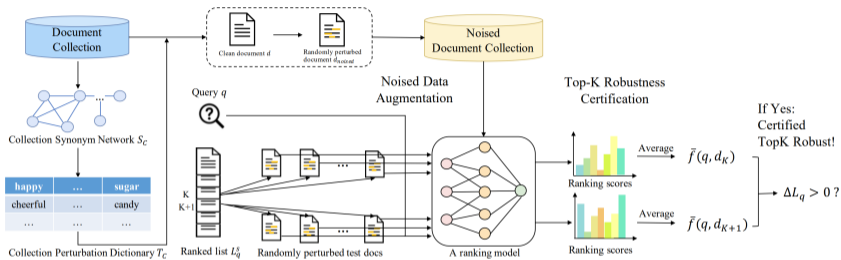 Document
Collection
Clean document d
Randomly perturbed
document d_noised
Noised
Document Collection
Collection Synonym Network S_C
happy … sugar
cheerful … candy
… …
Collection Perturbation Dictionary T_C
Query q
Noised Data
Augmentation
K
K+1
…
…
Ranked list L_q^s
Randomly perturbed test docs
A ranking model
Top-K Robustness
Certification
Ranking scores
Average
f̄(q, d_K)
Ranking scores
Average
f̄(q, d_{K+1})
If Yes:
Certified
TopK Robust!
ΔL_q > 0 ?